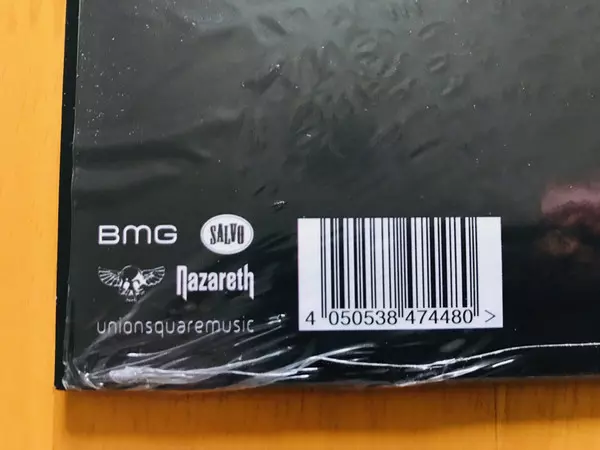 BMG SALVO
Nazareth
unionsquaremusic
4 050538 474480 >